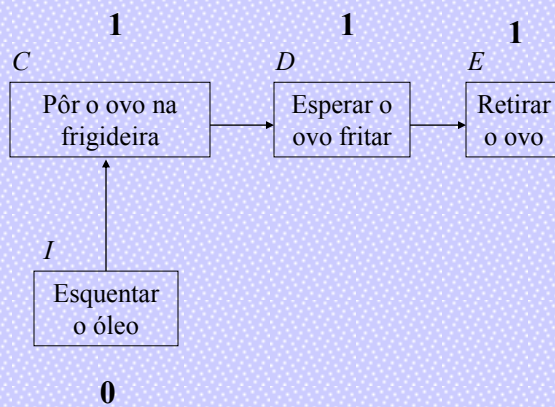 1
1
1
C
D
E
Pôr o ovo na
frigideira
Esperar o
ovo fritar
Retirar
o ovo
I
Esquentar
o óleo
0